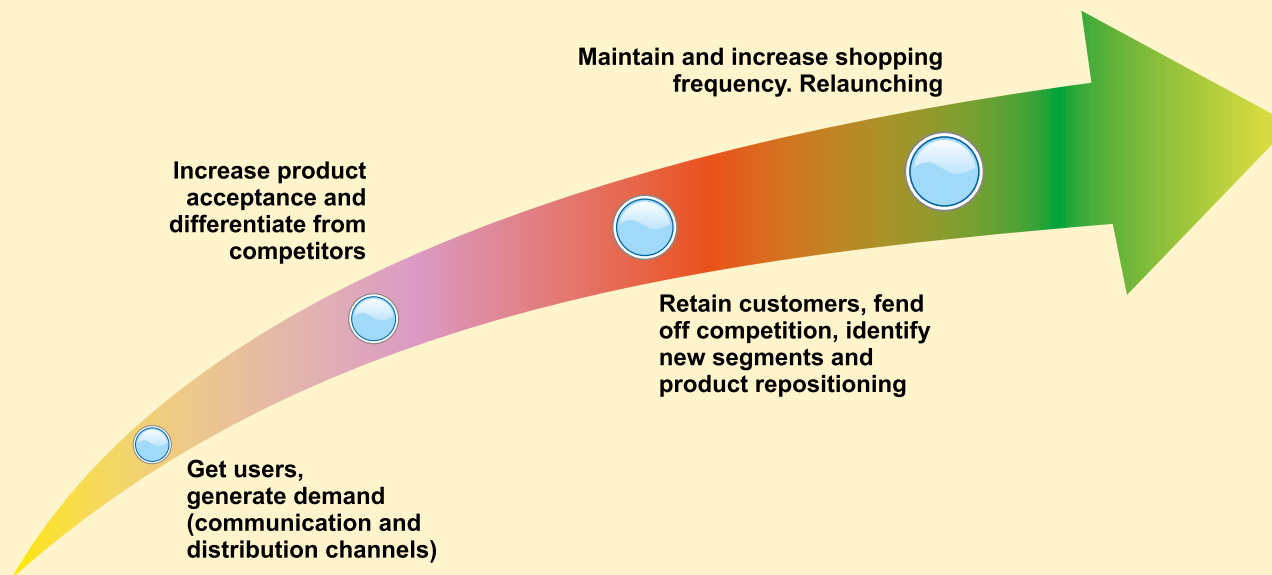 Maintain and increase shopping
frequency. Relaunching
Increase product
acceptance and
differentiate from
competitors
Retain customers, fend
off competition, identify
new segments and
product repositioning
Get users,
generate demand
(communication and
distribution channels)